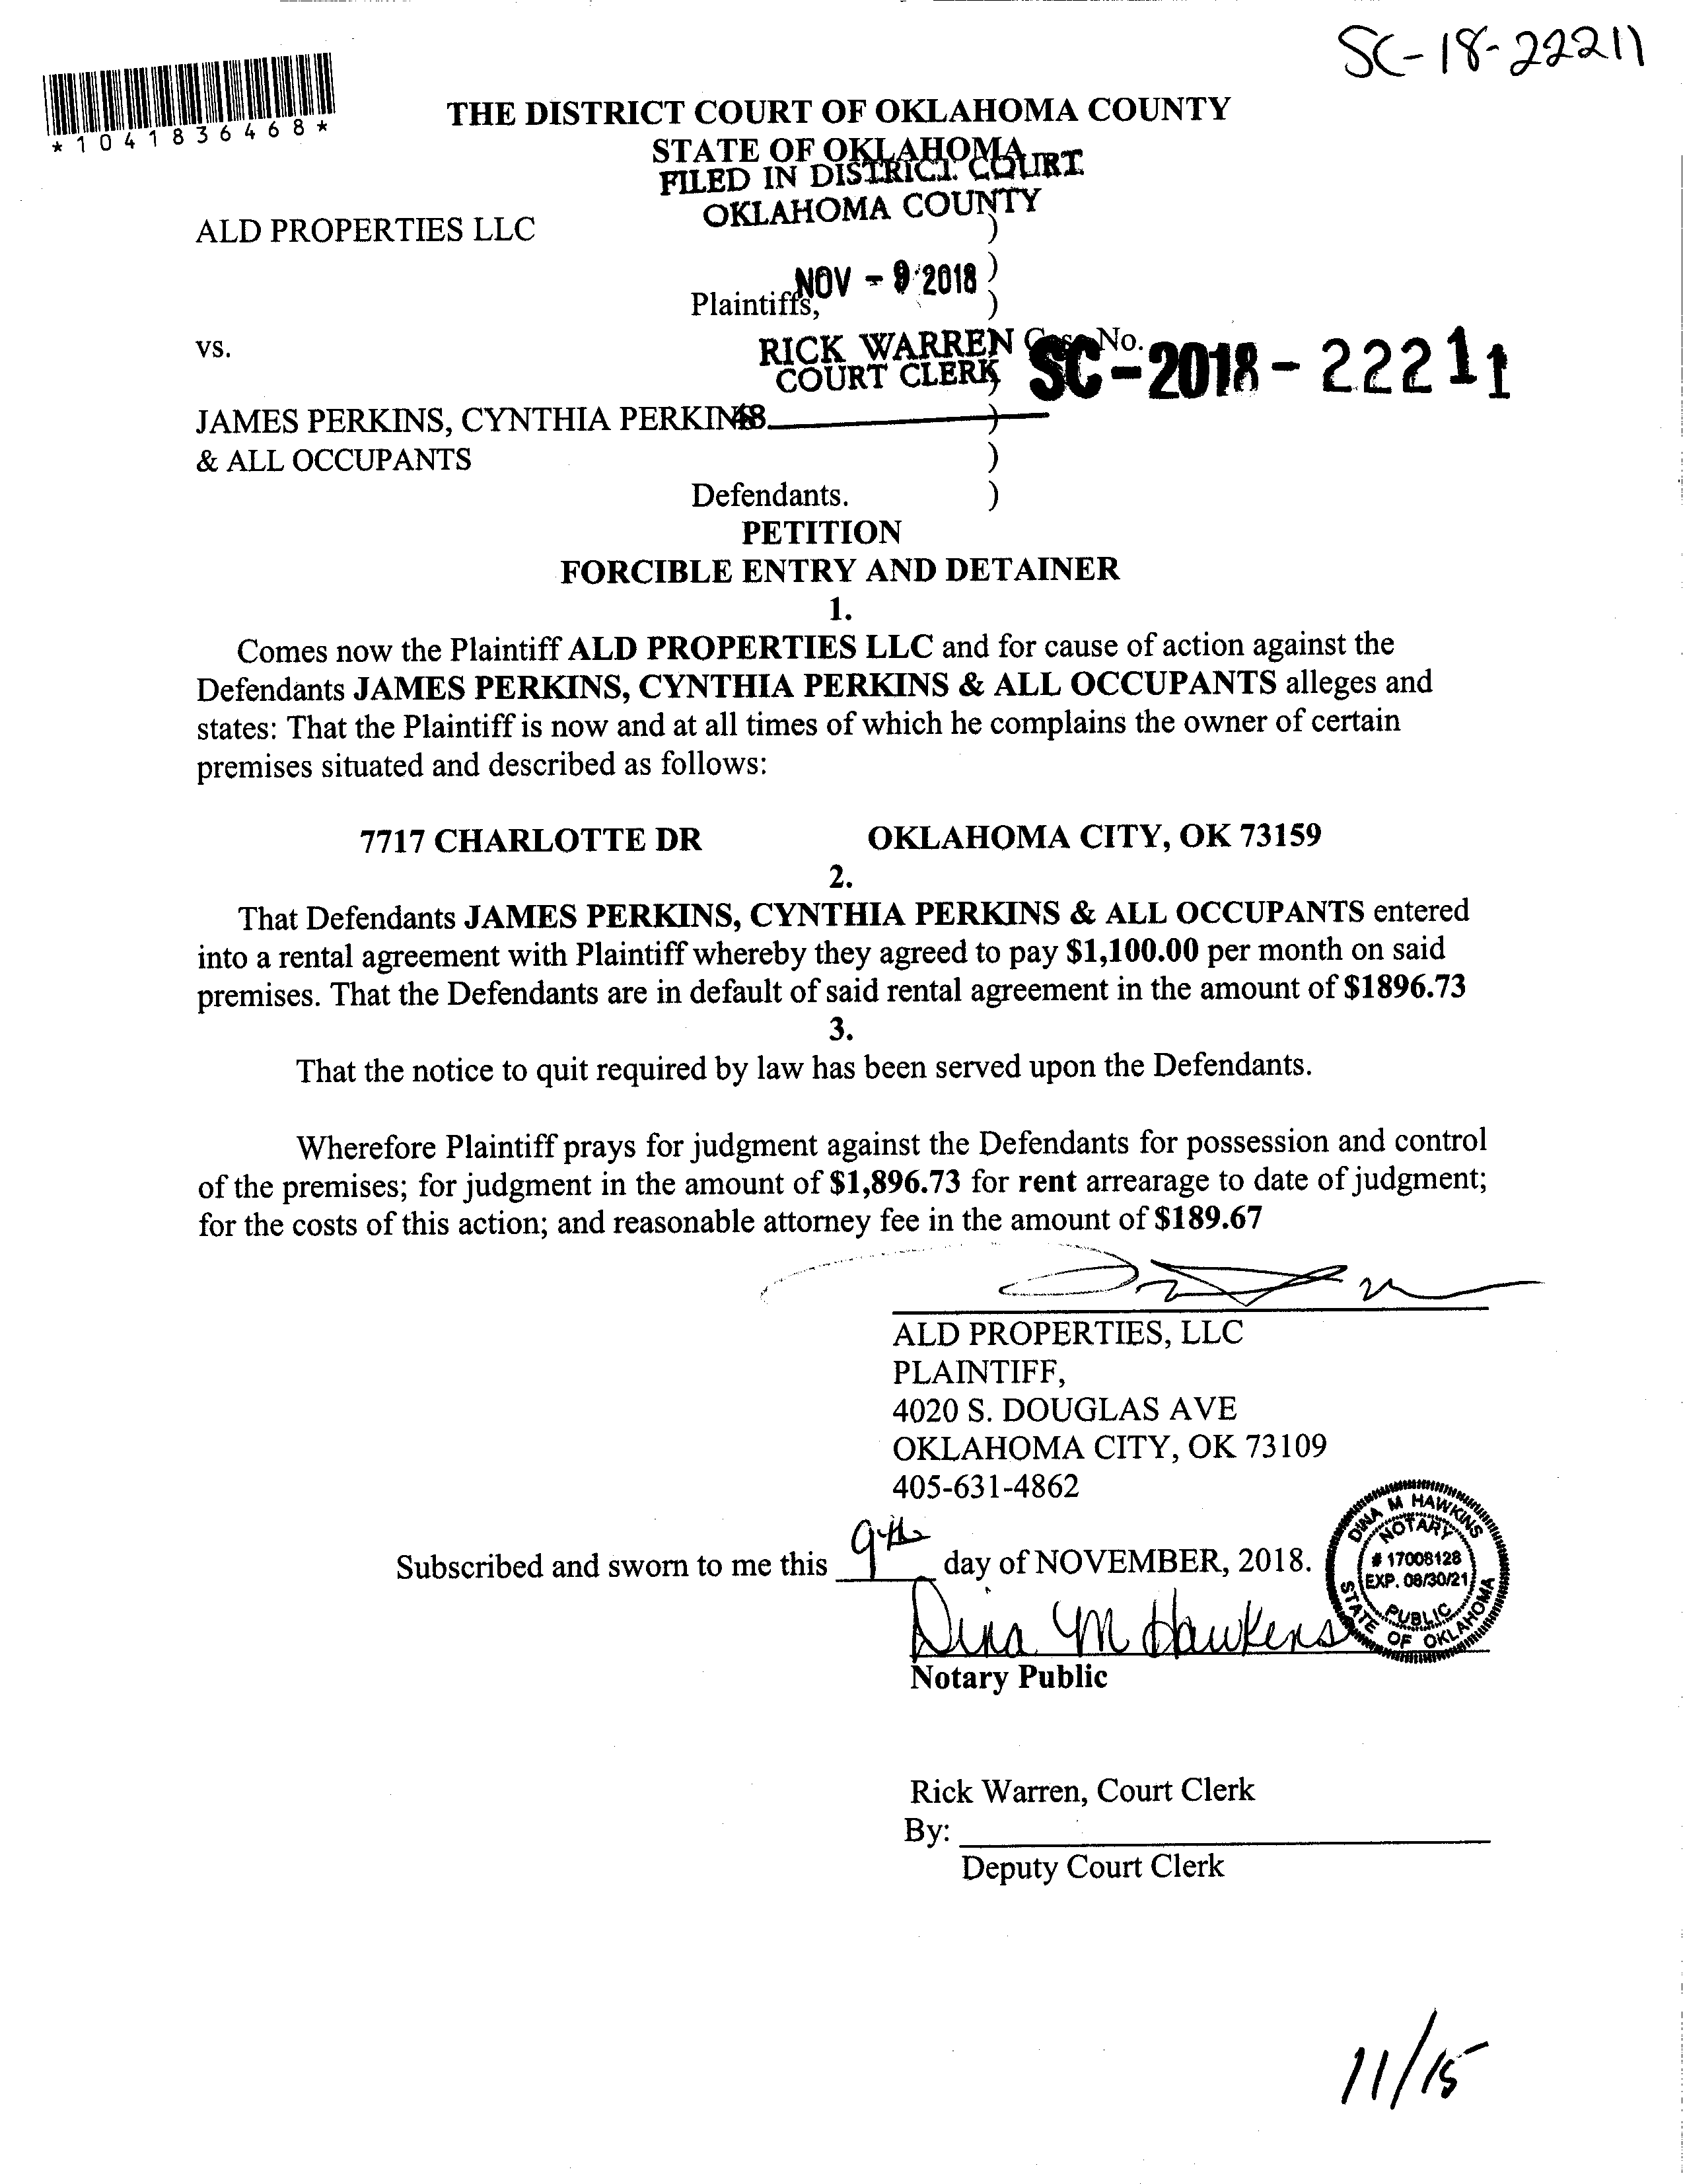 SC-18-22211
*1041836468*
THE DISTRICT COURT OF OKLAHOMA COUNTY
STATE OF OKLAHOMA
FILED IN DISTRICT COURT
OKLAHOMA COUNTY
ALD PROPERTIES LLC )
NOV - 9 2018 )
Plaintiffs, )
vs. RICK WARREN Case No. SC-2018-22211
COURT CLERK )
JAMES PERKINS, CYNTHIA PERKINS 48 )
& ALL OCCUPANTS )
Defendants. )
PETITION
FORCIBLE ENTRY AND DETAINER
1.
Comes now the Plaintiff ALD PROPERTIES LLC and for cause of action against the
Defendants JAMES PERKINS, CYNTHIA PERKINS & ALL OCCUPANTS alleges and
states: That the Plaintiff is now and at all times of which he complains the owner of certain
premises situated and described as follows:
7717 CHARLOTTE DR OKLAHOMA CITY, OK 73159
2.
That Defendants JAMES PERKINS, CYNTHIA PERKINS & ALL OCCUPANTS entered
into a rental agreement with Plaintiff whereby they agreed to pay $1,100.00 per month on said
premises. That the Defendants are in default of said rental agreement in the amount of $1896.73
3.
That the notice to quit required by law has been served upon the Defendants.
Wherefore Plaintiff prays for judgment against the Defendants for possession and control
of the premises; for judgment in the amount of $1,896.73 for rent arrearage to date of judgment;
for the costs of this action; and reasonable attorney fee in the amount of $189.67
ALD PROPERTIES, LLC
PLAINTIFF,
4020 S. DOUGLAS AVE
OKLAHOMA CITY, OK 73109
405-631-4862
Subscribed and sworn to me this 9th day of NOVEMBER, 2018.
DINA M HAWKINS
NOTARY
# 17008128
EXP. 08/30/21
PUBLIC
STATE OF OKLAHOMA
Dina M Hawkins
Notary Public
Rick Warren, Court Clerk
By:
Deputy Court Clerk
11/15